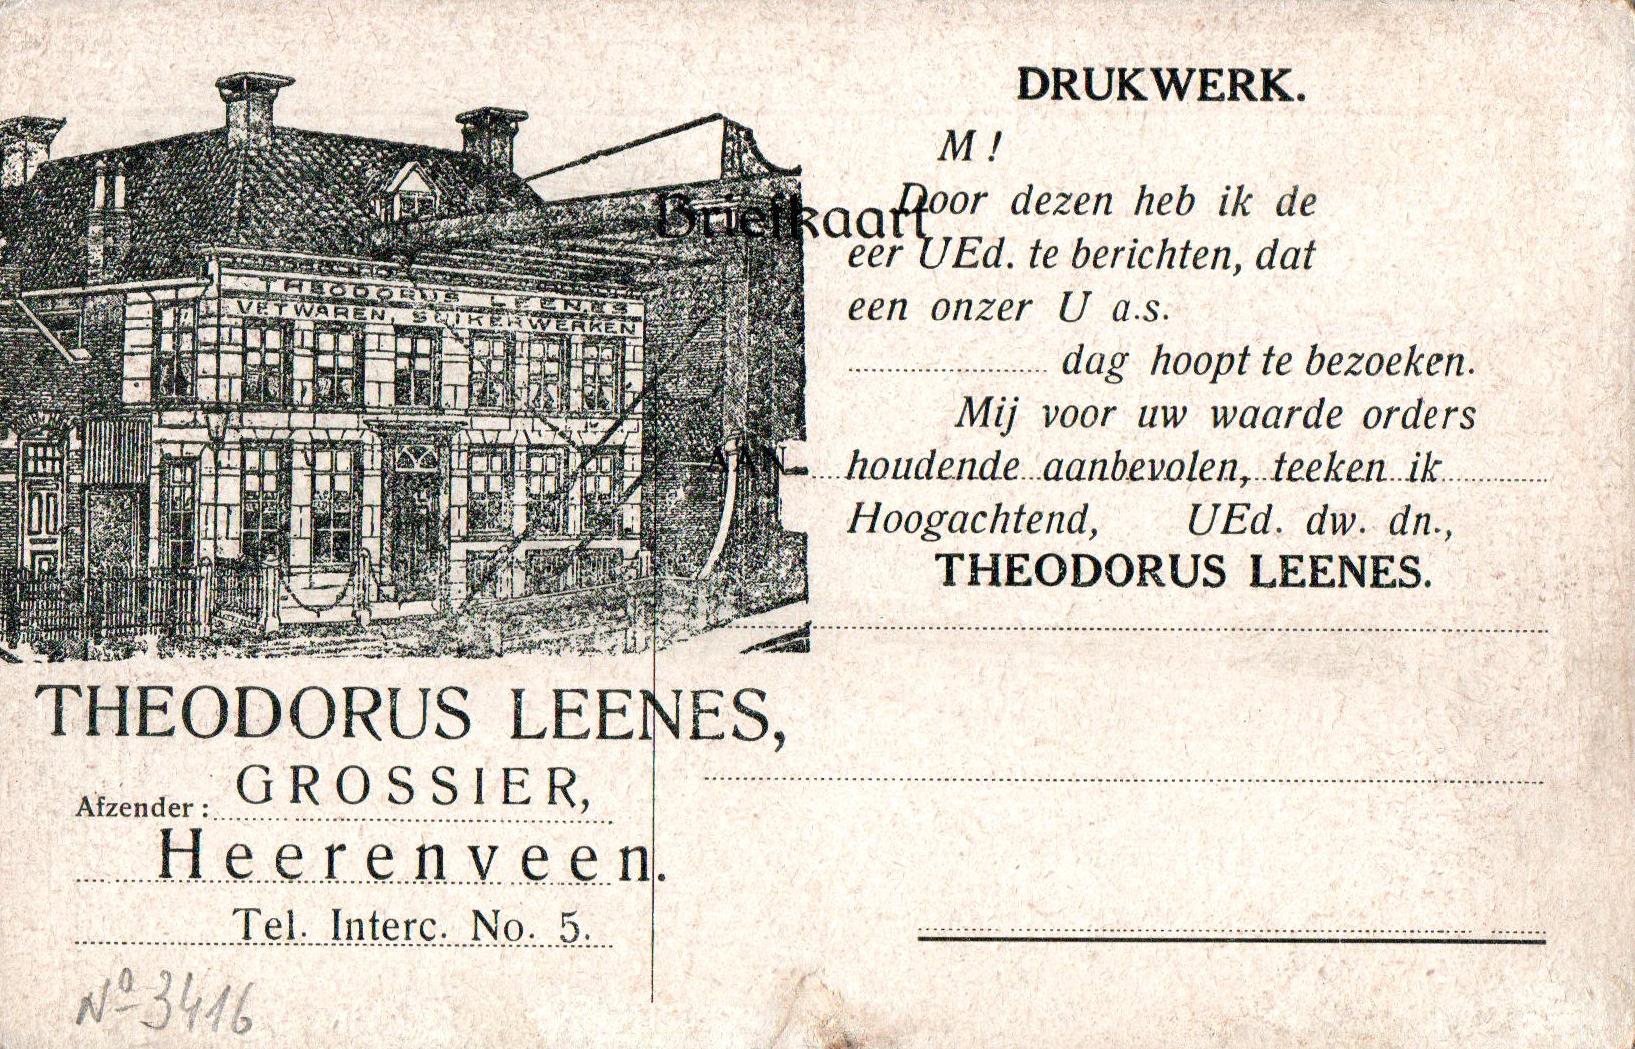 DRUKWERK.
M !
Briefkaart
Door dezen heb ik de
eer UEd. te berichten, dat
een onzer U a.s.
dag hoopt te bezoeken.
Mij voor uw waarde orders
AAN
houdende aanbevolen, teeken ik
Hoogachtend, UEd. dw. dn.,
THEODORUS LEENES.
THEODORUS LEENES
VETWAREN, SUIKERWERKEN
THEODORUS LEENES,
GROSSIER,
Afzender:
Heerenveen.
Tel. Interc. No. 5.
No 3416